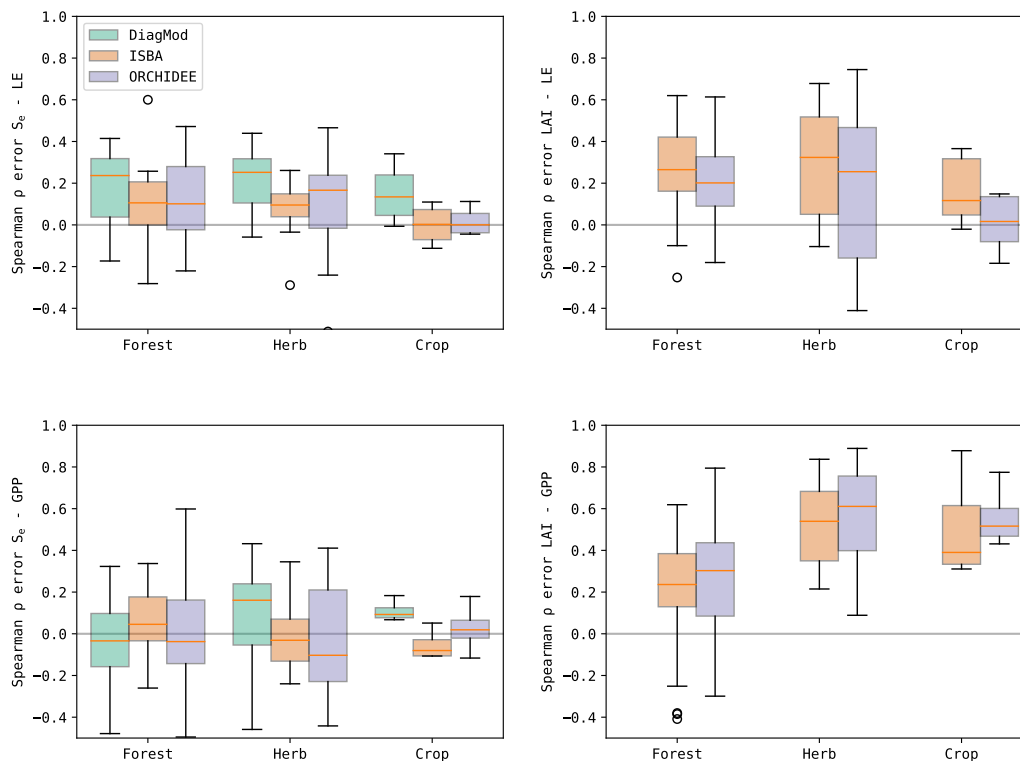 Spearman ρ error Sₑ - LE
1.0
0.8
0.6
0.4
0.2
0.0
−0.2
−0.4
DiagMod
ISBA
ORCHIDEE
Forest Herb Crop
Spearman ρ error LAI - LE
1.0
0.8
0.6
0.4
0.2
0.0
−0.2
−0.4
Forest Herb Crop
Spearman ρ error Sₑ - GPP
1.0
0.8
0.6
0.4
0.2
0.0
−0.2
−0.4
Forest Herb Crop
Spearman ρ error LAI - GPP
1.0
0.8
0.6
0.4
0.2
0.0
−0.2
−0.4
Forest Herb Crop